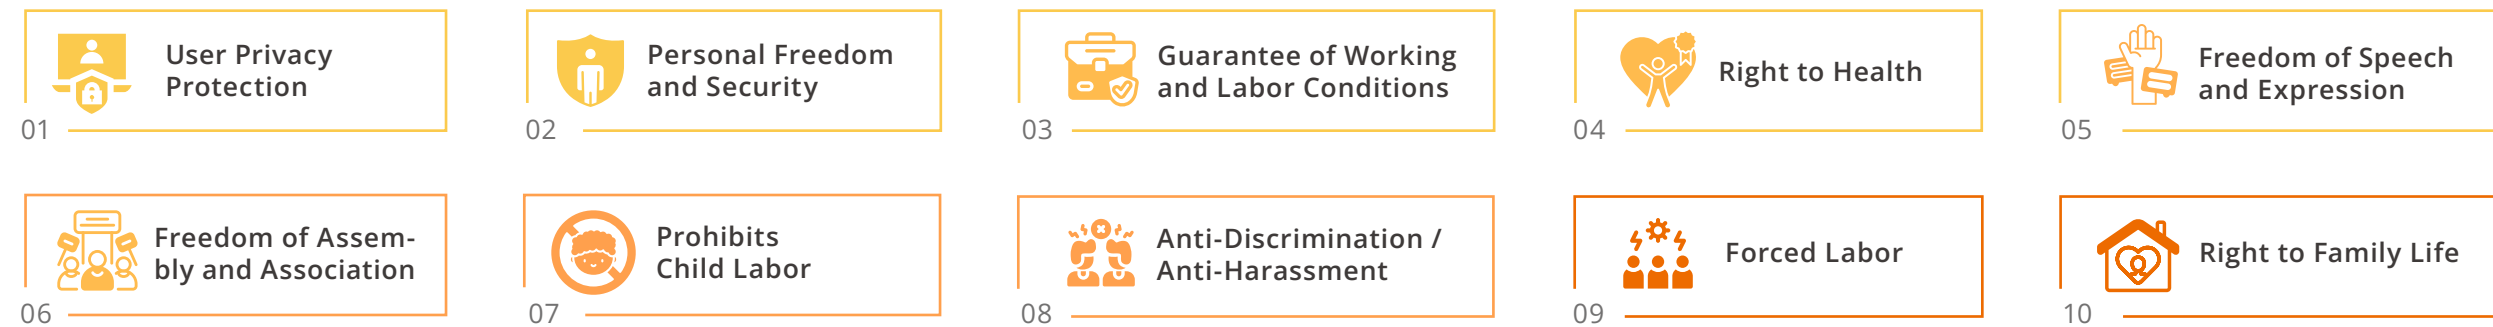 User Privacy
Protection
01
Personal Freedom
and Security
02
Guarantee of Working
and Labor Conditions
03
Right to Health
04
Freedom of Speech
and Expression
05
Freedom of Assem-
bly and Association
06
Prohibits
Child Labor
07
Anti-Discrimination /
Anti-Harassment
08
Forced Labor
09
Right to Family Life
10